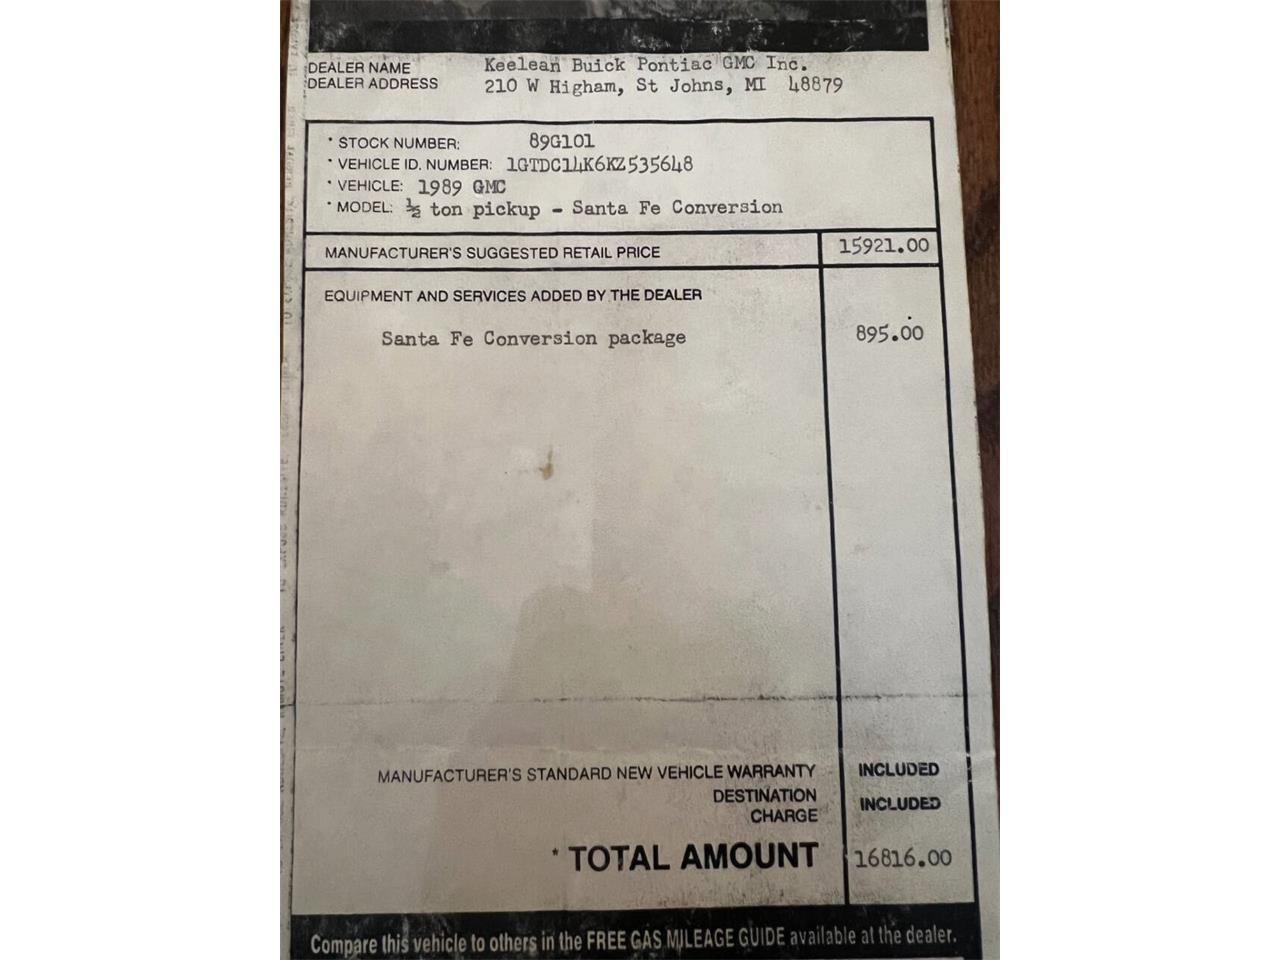 DEALER NAME Keelean Buick Pontiac GMC Inc.
DEALER ADDRESS 210 W Higham, St Johns, MI 48879
* STOCK NUMBER: 89G101
* VEHICLE ID. NUMBER: 1GTDC14K6KZ535648
* VEHICLE: 1989 GMC
* MODEL: ½ ton pickup - Santa Fe Conversion
MANUFACTURER'S SUGGESTED RETAIL PRICE 15921.00
EQUIPMENT AND SERVICES ADDED BY THE DEALER
Santa Fe Conversion package 895.00
MANUFACTURER'S STANDARD NEW VEHICLE WARRANTY INCLUDED
DESTINATION
CHARGE INCLUDED
* TOTAL AMOUNT 16816.00
Compare this vehicle to others in the FREE GAS MILEAGE GUIDE available at the dealer.